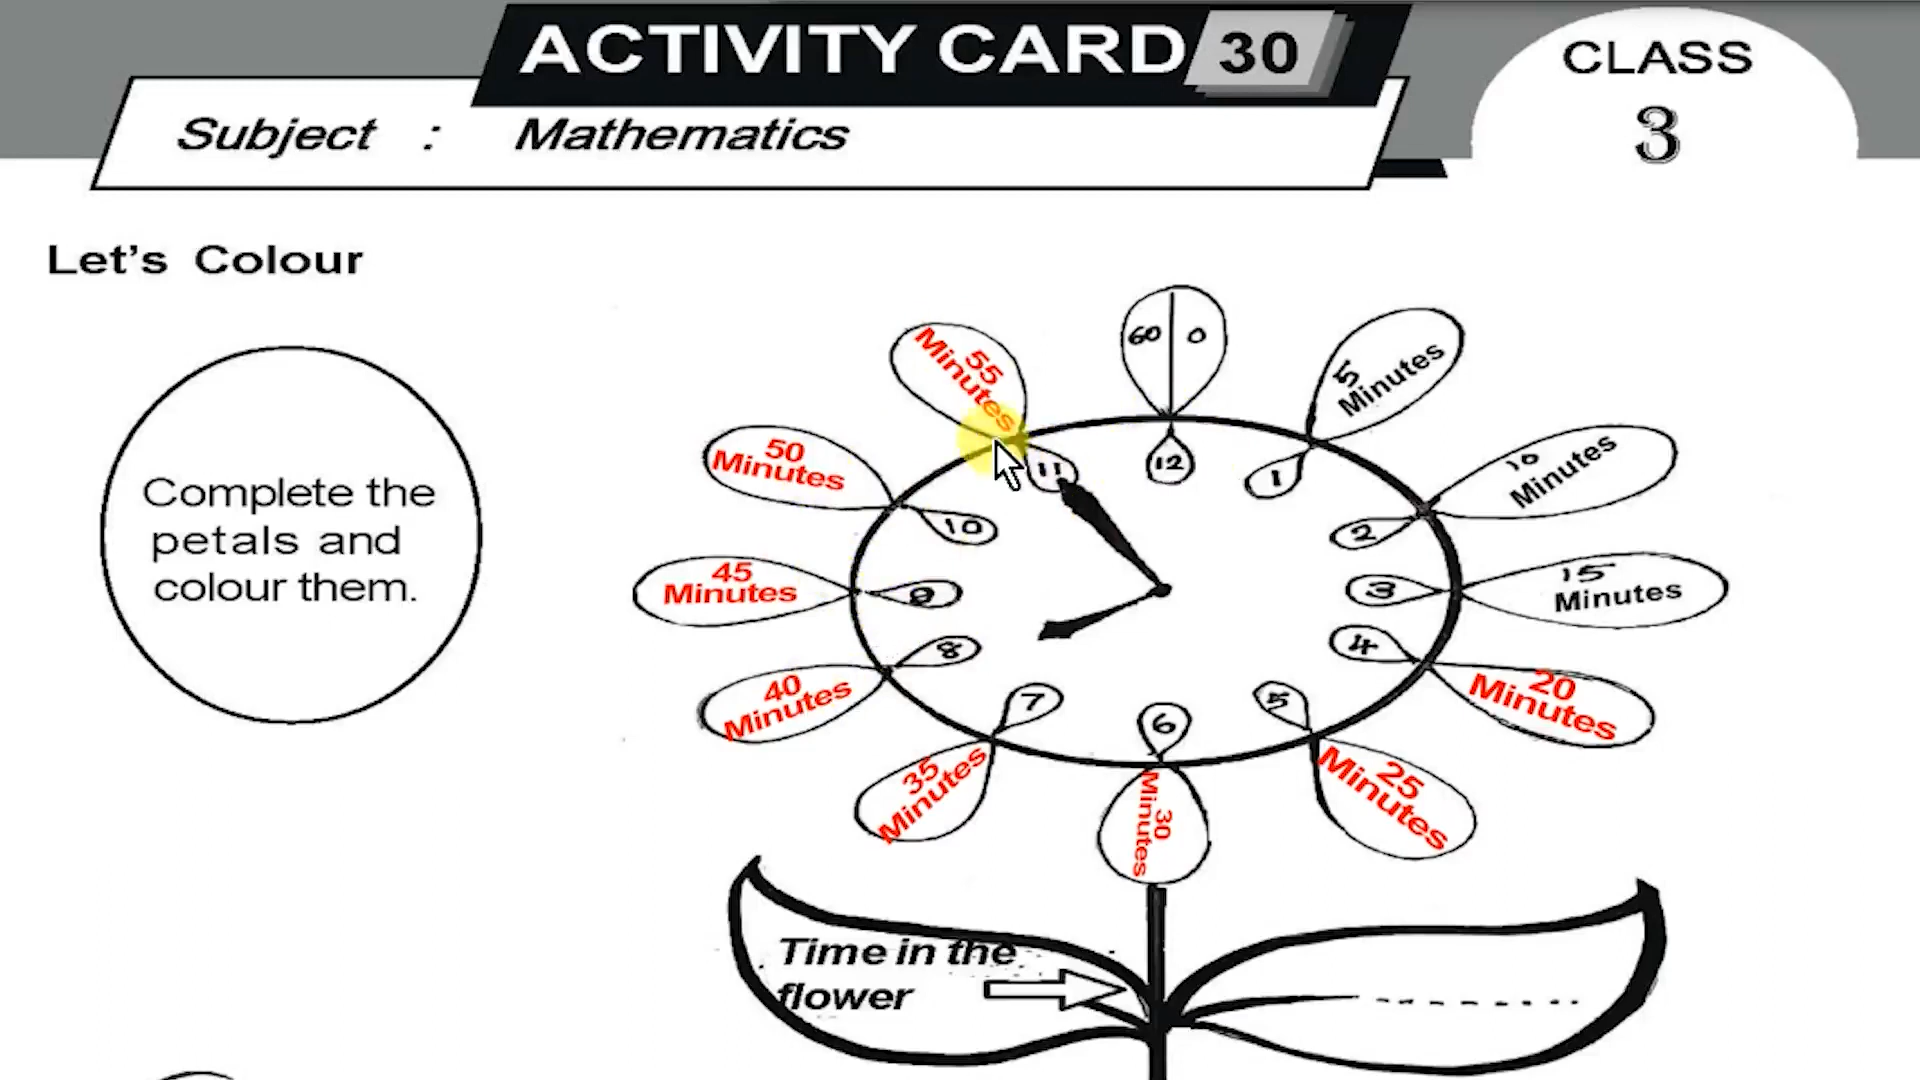 ACTIVITY CARD 30
CLASS
3
Subject : Mathematics
Let's Colour
Complete the
petals and
colour them.
60 0
5
Minutes
10
Minutes
15
Minutes
20
Minutes
25
Minutes
30
Minutes
35
Minutes
40
Minutes
45
Minutes
50
Minutes
55
Minutes
12
1
2
3
4
5
6
7
8
9
10
11
Time in the
flower